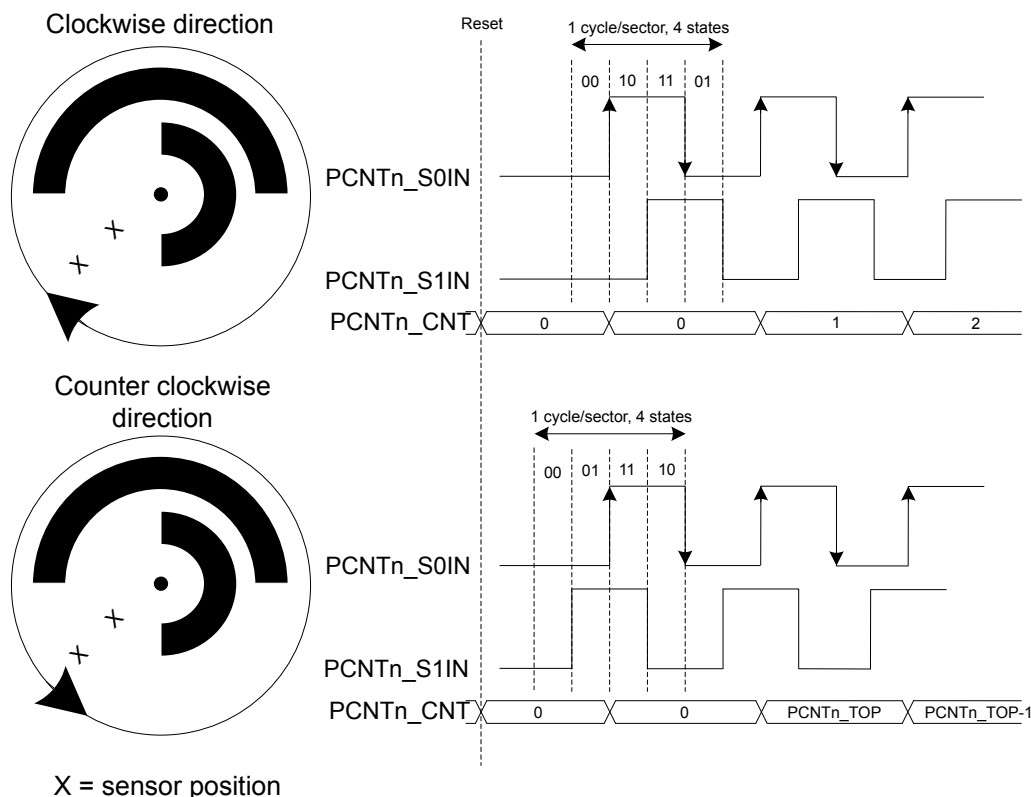 Clockwise direction
Reset
1 cycle/sector, 4 states
00 10 11 01
PCNTn_S0IN
X
X
PCNTn_S1IN
PCNTn_CNT 0 0 1 2
Counter clockwise
direction
1 cycle/sector, 4 states
00 01 11 10
PCNTn_S0IN
X
X
PCNTn_S1IN
PCNTn_CNT 0 0 PCNTn_TOP PCNTn_TOP-1
X = sensor position